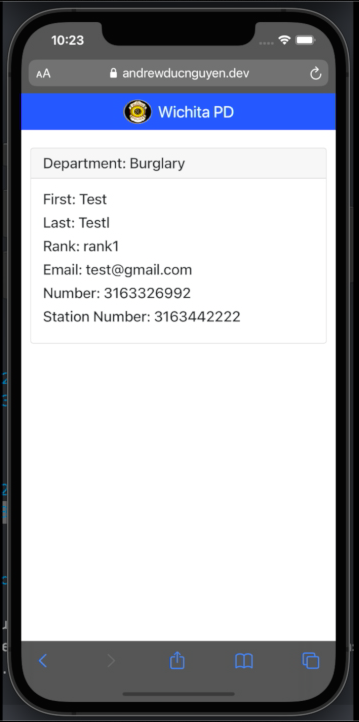 10:23
AA andrewducnguyen.dev
Wichita PD
Department: Burglary
First: Test
Last: Testl
Rank: rank1
Email: test@gmail.com
Number: 3163326992
Station Number: 3163442222